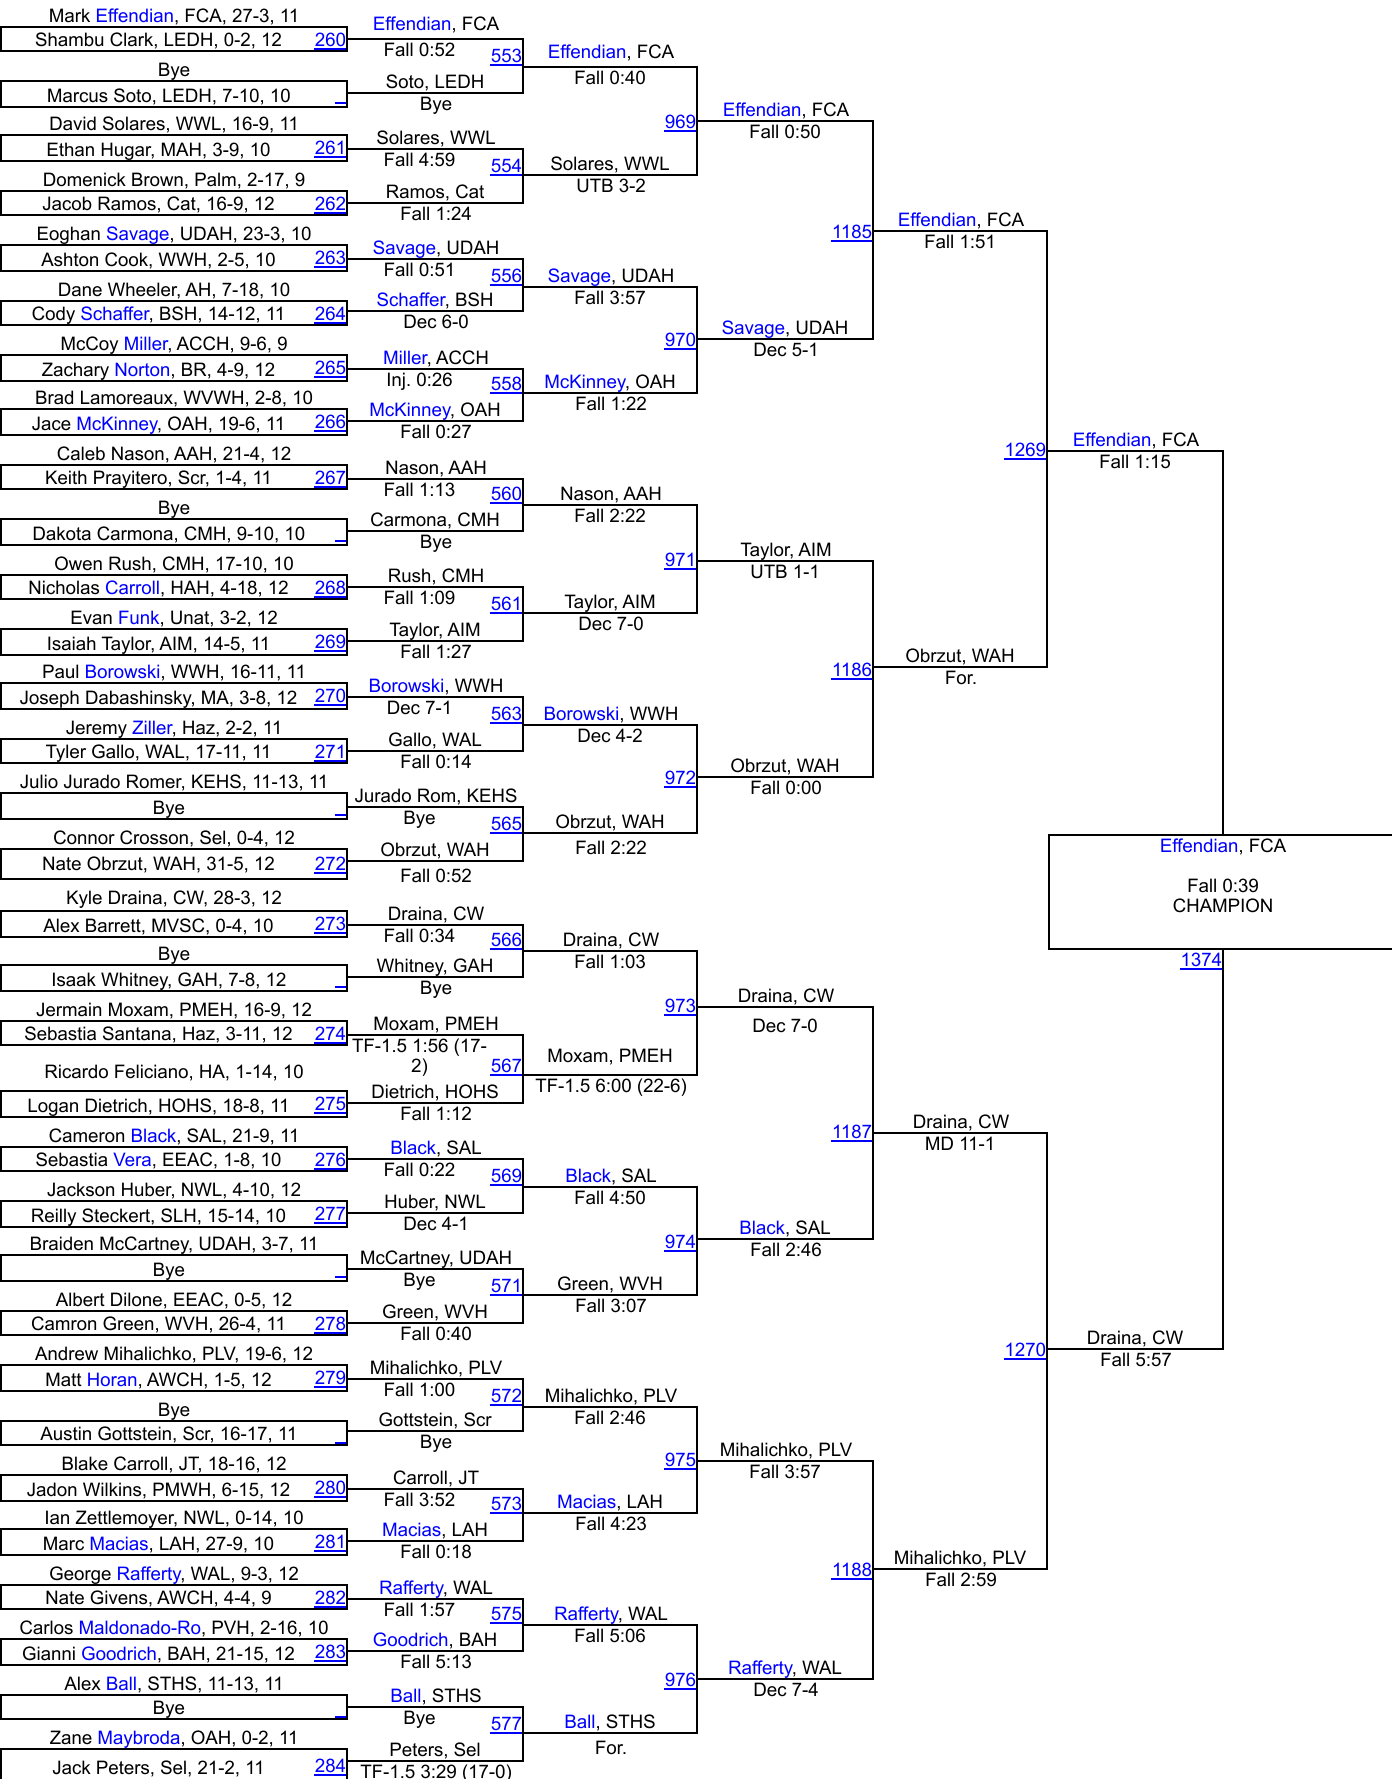 Mark Effendian, FCA, 27-3, 11
Shambu Clark, LEDH, 0-2, 12 260
Bye
Marcus Soto, LEDH, 7-10, 10
David Solares, WWL, 16-9, 11
Ethan Hugar, MAH, 3-9, 10 261
Domenick Brown, Palm, 2-17, 9
Jacob Ramos, Cat, 16-9, 12 262
Eoghan Savage, UDAH, 23-3, 10
Ashton Cook, WWH, 2-5, 10 263
Dane Wheeler, AH, 7-18, 10
Cody Schaffer, BSH, 14-12, 11 264
McCoy Miller, ACCH, 9-6, 9
Zachary Norton, BR, 4-9, 12 265
Brad Lamoreaux, WVWH, 2-8, 10
Jace McKinney, OAH, 19-6, 11 266
Caleb Nason, AAH, 21-4, 12
Keith Prayitero, Scr, 1-4, 11 267
Bye
Dakota Carmona, CMH, 9-10, 10
Owen Rush, CMH, 17-10, 10
Nicholas Carroll, HAH, 4-18, 12 268
Evan Funk, Unat, 3-2, 12
Isaiah Taylor, AIM, 14-5, 11 269
Paul Borowski, WWH, 16-11, 11
Joseph Dabashinsky, MA, 3-8, 12 270
Jeremy Ziller, Haz, 2-2, 11
Tyler Gallo, WAL, 17-11, 11 271
Julio Jurado Romer, KEHS, 11-13, 11
Bye
Connor Crosson, Sel, 0-4, 12
Nate Obrzut, WAH, 31-5, 12 272
Kyle Draina, CW, 28-3, 12
Alex Barrett, MVSC, 0-4, 10 273
Bye
Isaak Whitney, GAH, 7-8, 12
Jermain Moxam, PMEH, 16-9, 12
Sebastia Santana, Haz, 3-11, 12 274
Ricardo Feliciano, HA, 1-14, 10
Logan Dietrich, HOHS, 18-8, 11 275
Cameron Black, SAL, 21-9, 11
Sebastia Vera, EEAC, 1-8, 10 276
Jackson Huber, NWL, 4-10, 12
Reilly Steckert, SLH, 15-14, 10 277
Braiden McCartney, UDAH, 3-7, 11
Bye
Albert Dilone, EEAC, 0-5, 12
Camron Green, WVH, 26-4, 11 278
Andrew Mihalichko, PLV, 19-6, 12
Matt Horan, AWCH, 1-5, 12 279
Bye
Austin Gottstein, Scr, 16-17, 11
Blake Carroll, JT, 18-16, 12
Jadon Wilkins, PMWH, 6-15, 12 280
Ian Zettlemoyer, NWL, 0-14, 10
Marc Macias, LAH, 27-9, 10 281
George Rafferty, WAL, 9-3, 12
Nate Givens, AWCH, 4-4, 9 282
Carlos Maldonado-Ro, PVH, 2-16, 10
Gianni Goodrich, BAH, 21-15, 12 283
Alex Ball, STHS, 11-13, 11
Bye
Zane Maybroda, OAH, 0-2, 11
Jack Peters, Sel, 21-2, 11 284
Effendian, FCA
Fall 0:52
553
Soto, LEDH
Bye
Solares, WWL
Fall 4:59
554
Ramos, Cat
Fall 1:24
Savage, UDAH
Fall 0:51
556
Schaffer, BSH
Dec 6-0
Miller, ACCH
Inj. 0:26
558
McKinney, OAH
Fall 0:27
Nason, AAH
Fall 1:13
560
Carmona, CMH
Bye
Rush, CMH
Fall 1:09
561
Taylor, AIM
Fall 1:27
Borowski, WWH
Dec 7-1
563
Gallo, WAL
Fall 0:14
Jurado Rom, KEHS
Bye
565
Obrzut, WAH
Fall 0:52
Draina, CW
Fall 0:34
566
Whitney, GAH
Bye
Moxam, PMEH
TF-1.5 1:56 (17-
2)
567
Dietrich, HOHS
Fall 1:12
Black, SAL
Fall 0:22
569
Huber, NWL
Dec 4-1
McCartney, UDAH
Bye
571
Green, WVH
Fall 0:40
Mihalichko, PLV
Fall 1:00
572
Gottstein, Scr
Bye
Carroll, JT
Fall 3:52
573
Macias, LAH
Fall 0:18
Rafferty, WAL
Fall 1:57
575
Goodrich, BAH
Fall 5:13
Ball, STHS
Bye
577
Peters, Sel
TF-1.5 3:29 (17-0)
Effendian, FCA
Fall 0:40
969
Solares, WWL
UTB 3-2
Savage, UDAH
Fall 3:57
970
McKinney, OAH
Fall 1:22
Nason, AAH
Fall 2:22
971
Taylor, AIM
Dec 7-0
Borowski, WWH
Dec 4-2
972
Obrzut, WAH
Fall 2:22
Draina, CW
Fall 1:03
973
Moxam, PMEH
TF-1.5 6:00 (22-6)
Black, SAL
Fall 4:50
974
Green, WVH
Fall 3:07
Mihalichko, PLV
Fall 2:46
975
Macias, LAH
Fall 4:23
Rafferty, WAL
Fall 5:06
976
Ball, STHS
For.
Effendian, FCA
Fall 0:50
1185
Savage, UDAH
Dec 5-1
Taylor, AIM
UTB 1-1
1186
Obrzut, WAH
Fall 0:00
Draina, CW
Dec 7-0
1187
Black, SAL
Fall 2:46
Mihalichko, PLV
Fall 3:57
1188
Rafferty, WAL
Dec 7-4
Effendian, FCA
Fall 1:51
1269
Obrzut, WAH
For.
Draina, CW
MD 11-1
1270
Mihalichko, PLV
Fall 2:59
Effendian, FCA
Fall 1:15
Effendian, FCA
Fall 0:39
CHAMPION
1374
Draina, CW
Fall 5:57